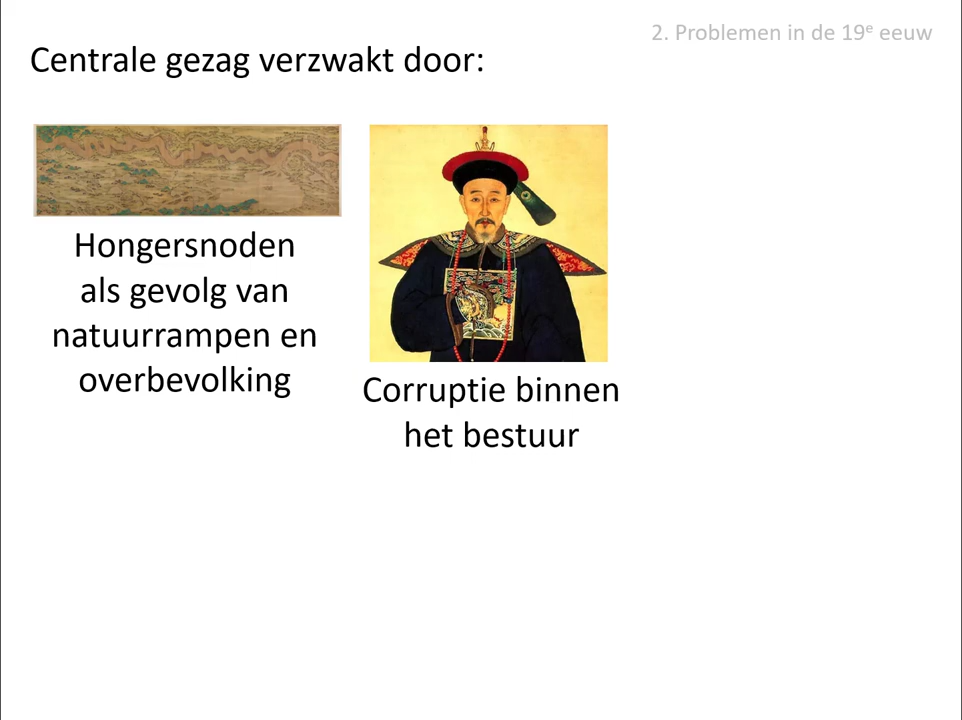 2. Problemen in de 19e eeuw
Centrale gezag verzwakt door:
Hongersnoden
als gevolg van
natuurrampen en
overbevolking
Corruptie binnen
het bestuur